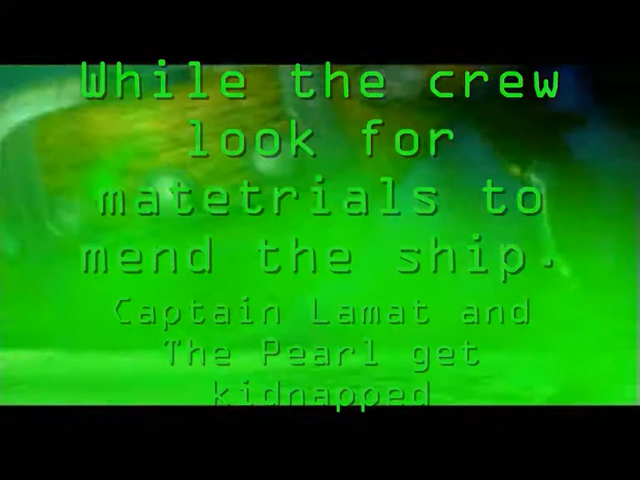 While the crew
look for
matetrials to
mend the ship.
Captain Lamat and
The Pearl get
kidnapped